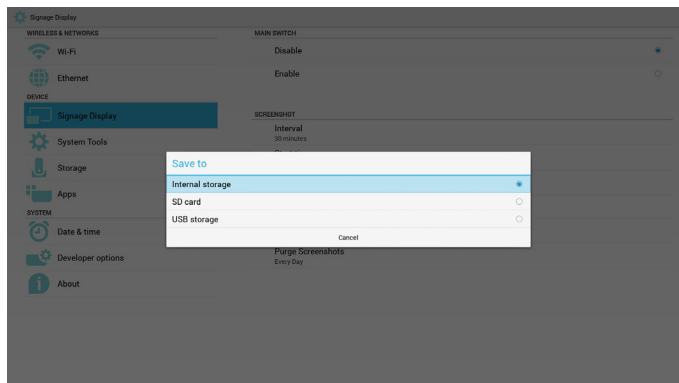 Signage Display
WIRELESS & NETWORKS
Wi-Fi
Ethernet
DEVICE
Signage Display
System Tools
Storage
Apps
SYSTEM
Date & time
Developer options
About
MAIN SWITCH
Disable
Enable
SCREENSHOT
Interval
30 minutes
Save to
Internal storage
SD card
USB storage
Cancel
Purge Screenshots
Every Day